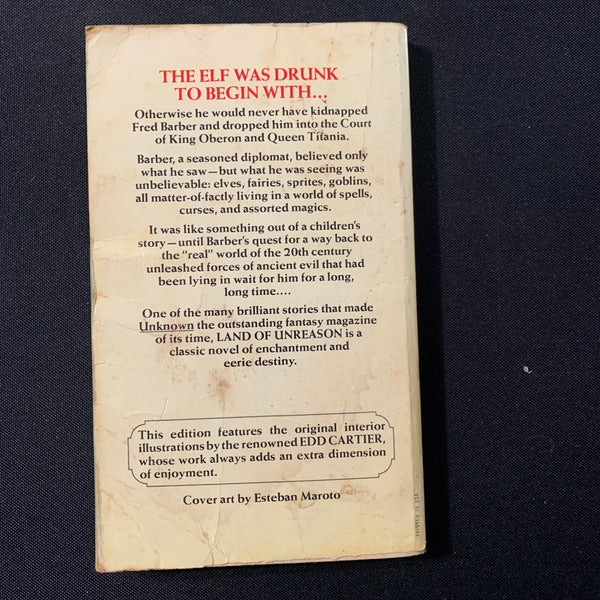 THE ELF WAS DRUNK
TO BEGIN WITH...
Otherwise he would never have kidnapped
Fred Barber and dropped him into the Court
of King Oberon and Queen Titania.
Barber, a seasoned diplomat, believed only
what he saw—but what he was seeing was
unbelievable: elves, fairies, sprites, goblins,
all matter-of-factly living in a world of spells,
curses, and assorted magics.
It was like something out of a children's
story—until Barber's quest for a way back to
the "real" world of the 20th century
unleashed forces of ancient evil that had
been lying in wait for him for a long,
long time....
One of the many brilliant stories that made
Unknown the outstanding fantasy magazine
of its time, LAND OF UNREASON is a
classic novel of enchantment and
eerie destiny.
This edition features the original interior
illustrations by the renowned EDD CARTIER,
whose work always adds an extra dimension
of enjoyment.
Cover art by Esteban Maroto
PRINTED IN USA